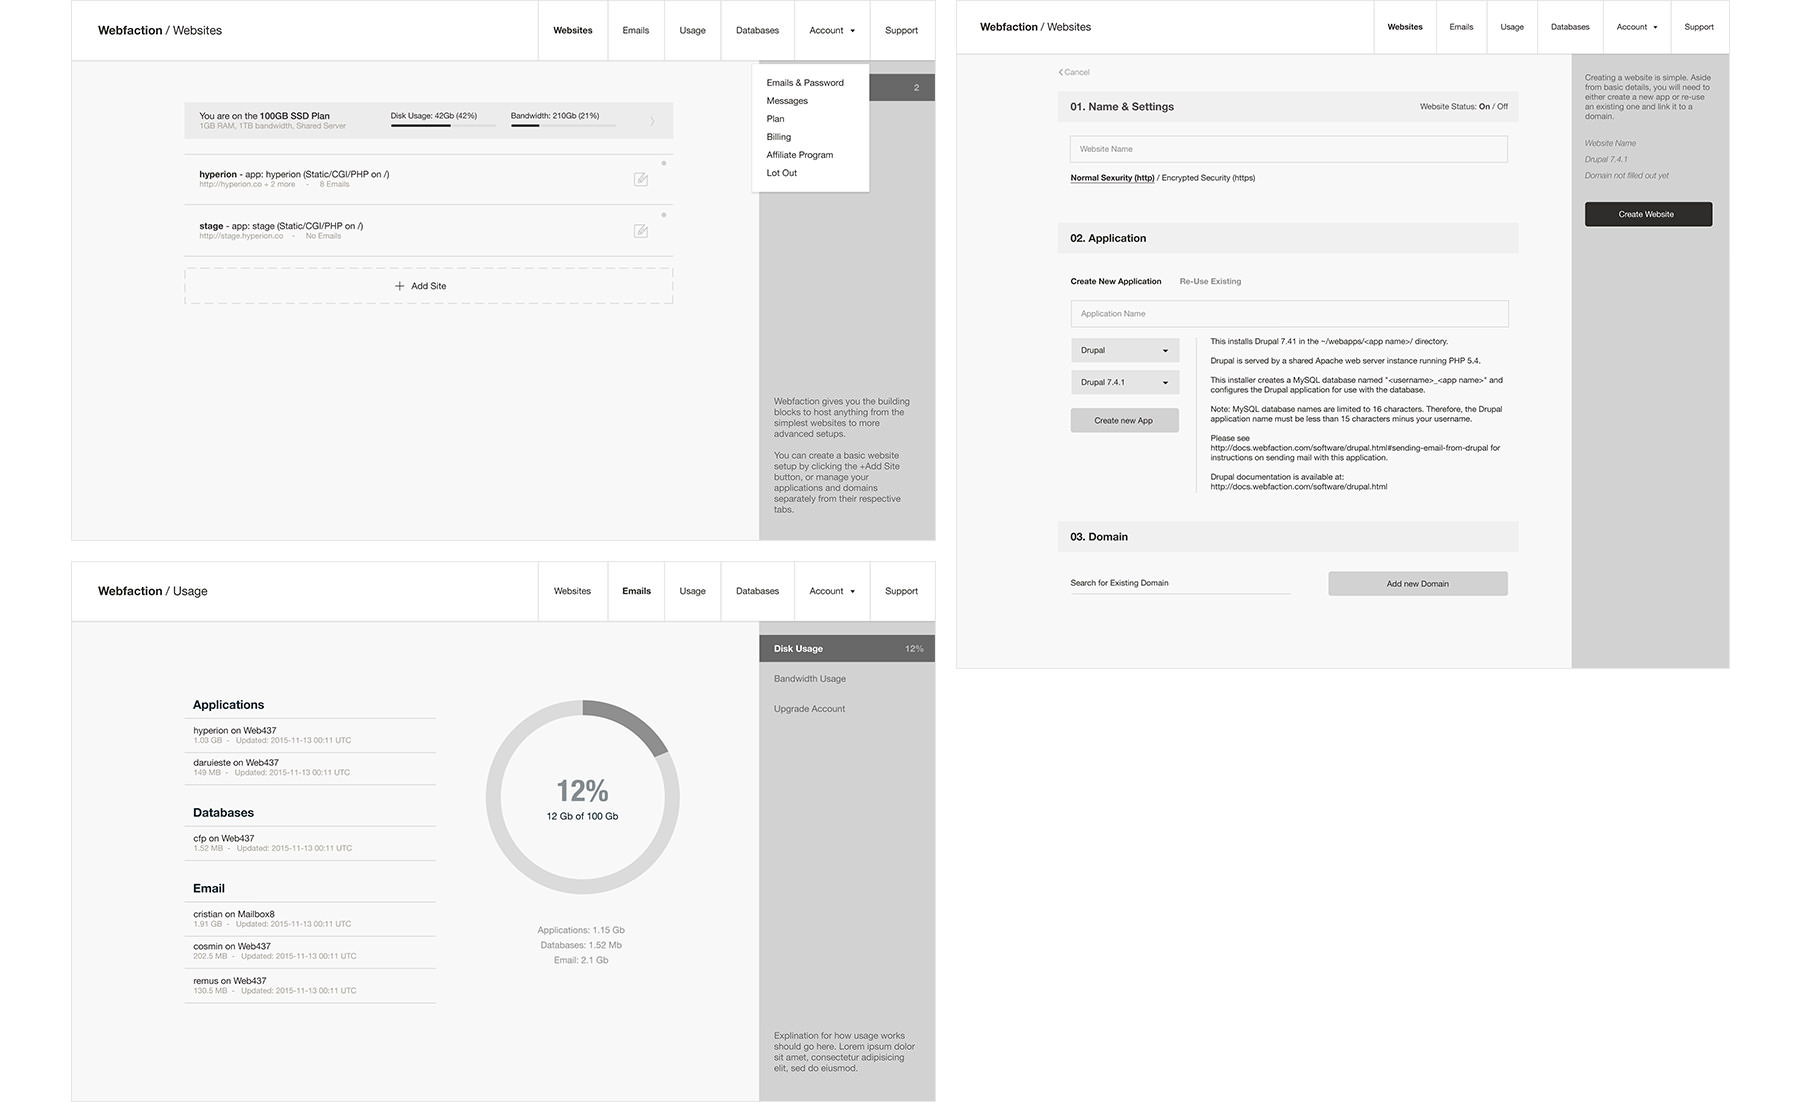 Webfaction / Websites
Websites
Emails
Usage
Databases
Account
Support
Emails & Password
Messages
Plan
Billing
Affiliate Program
Lot Out
2
You are on the 100GB SSD Plan
1GB RAM, 1TB bandwidth, Shared Server
Disk Usage: 42Gb (42%)
Bandwidth: 210Gb (21%)
hyperion - app: hyperion (Static/CGI/PHP on /)
http://hyperion.co + 2 more - 8 Emails
stage - app: stage (Static/CGI/PHP on /)
http://stage.hyperion.co - No Emails
+ Add Site
Webfaction gives you the building
blocks to host anything from the
simplest websites to more
advanced setups.
You can create a basic website
setup by clicking the +Add Site
button, or manage your
applications and domains
separately from their respective
tabs.
Webfaction / Usage
Websites
Emails
Usage
Databases
Account
Support
Applications
hyperion on Web437
1.03 GB - Updated: 2015-11-13 00:11 UTC
daruieste on Web437
149 MB - Updated: 2015-11-13 00:11 UTC
Databases
cfp on Web437
1.52 MB - Updated: 2015-11-13 00:11 UTC
Email
cristian on Mailbox8
1.91 GB - Updated: 2015-11-13 00:11 UTC
cosmin on Web437
202.5 MB - Updated: 2015-11-13 00:11 UTC
remus on Web437
130.5 MB - Updated: 2015-11-13 00:11 UTC
12%
12 Gb of 100 Gb
Applications: 1.15 Gb
Databases: 1.52 Mb
Email: 2.1 Gb
Disk Usage 12%
Bandwidth Usage
Upgrade Account
Explination for how usage works
should go here. Lorem ipsum dolor
sit amet, consectetur adipisicing
elit, sed do eiusmod.
Webfaction / Websites
Websites
Emails
Usage
Databases
Account
Support
Cancel
01. Name & Settings
Website Status: On / Off
Website Name
Normal Sexurity (http) / Encrypted Security (https)
02. Application
Create New Application
Re-Use Existing
Application Name
Drupal
Drupal 7.4.1
Create new App
This installs Drupal 7.41 in the ~/webapps/<app name>/ directory.
Drupal is served by a shared Apache web server instance running PHP 5.4.
This installer creates a MySQL database named "<username>_<app name>" and
configures the Drupal application for use with the database.
Note: MySQL database names are limited to 16 characters. Therefore, the Drupal
application name must be less than 15 characters minus your username.
Please see
http://docs.webfaction.com/software/drupal.html#sending-email-from-drupal for
instructions on sending mail with this application.
Drupal documentation is available at:
http://docs.webfaction.com/software/drupal.html
03. Domain
Search for Existing Domain
Add new Domain
Creating a website is simple. Aside
from basic details, you will need to
either create a new app or re-use
an existing one and link it to a
domain.
Website Name
Drupal 7.4.1
Domain not filled out yet
Create Website